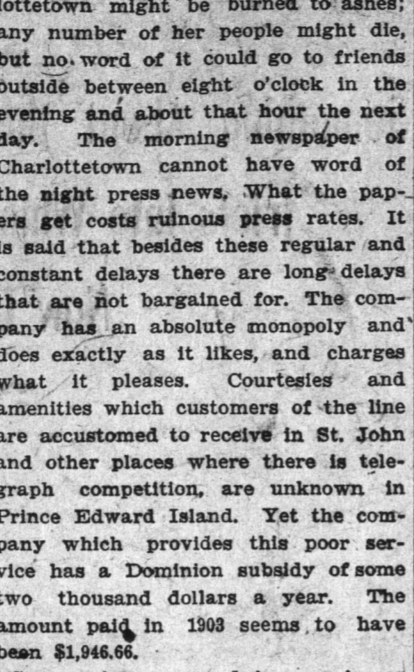 lottetown might be burned to ashes;
any number of her people might die,
but no word of it could go to friends
outside between eight o'clock in the
evening and about that hour the next
day. The morning newspaper of
Charlottetown cannot have word of
the night press news. What the pap-
ers get costs ruinous press rates. It
is said that besides these regular and
constant delays there are long delays
that are not bargained for. The com-
pany has an absolute monopoly and
does exactly as it likes, and charges
what it pleases. Courtesies and
amenities which customers of the line
are accustomed to receive in St. John
and other places where there is tele-
graph competition, are unknown in
Prince Edward Island. Yet the com-
pany which provides this poor ser-
vice has a Dominion subsidy of some
two thousand dollars a year. The
amount paid in 1903 seems to have
been $1,946.66.